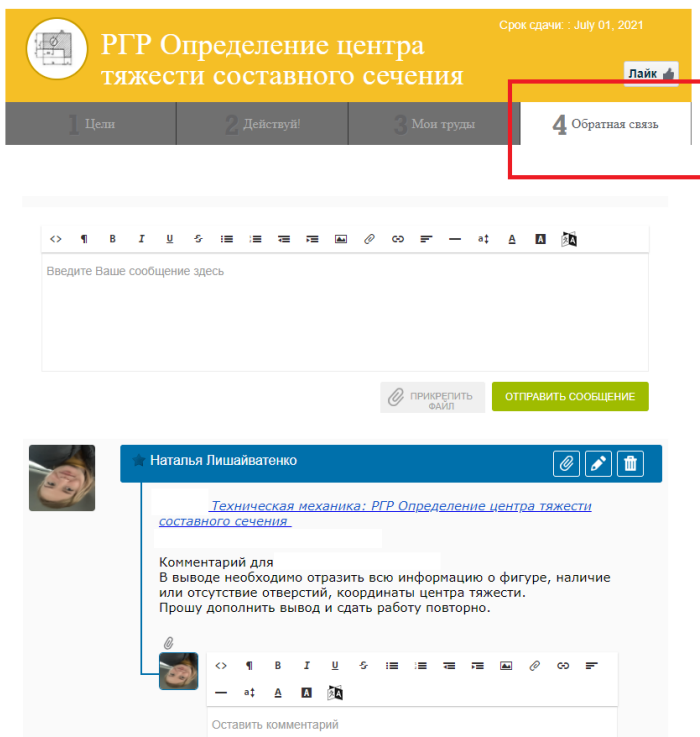 Срок сдачи: : July 01, 2021
РГР Определение центра
тяжести составного сечения
Лайк
1 Цели
2 Действуй!
3 Мои труды
4 Обратная связь
Введите Ваше сообщение здесь
ПРИКРЕПИТЬ
ФАЙЛ
ОТПРАВИТЬ СООБЩЕНИЕ
Наталья Лишайватенко
Техническая механика: РГР Определение центра тяжести
составного сечения
Комментарий для
В выводе необходимо отразить всю информацию о фигуре, наличие
или отсутствие отверстий, координаты центра тяжести.
Прошу дополнить вывод и сдать работу повторно.
Оставить комментарий